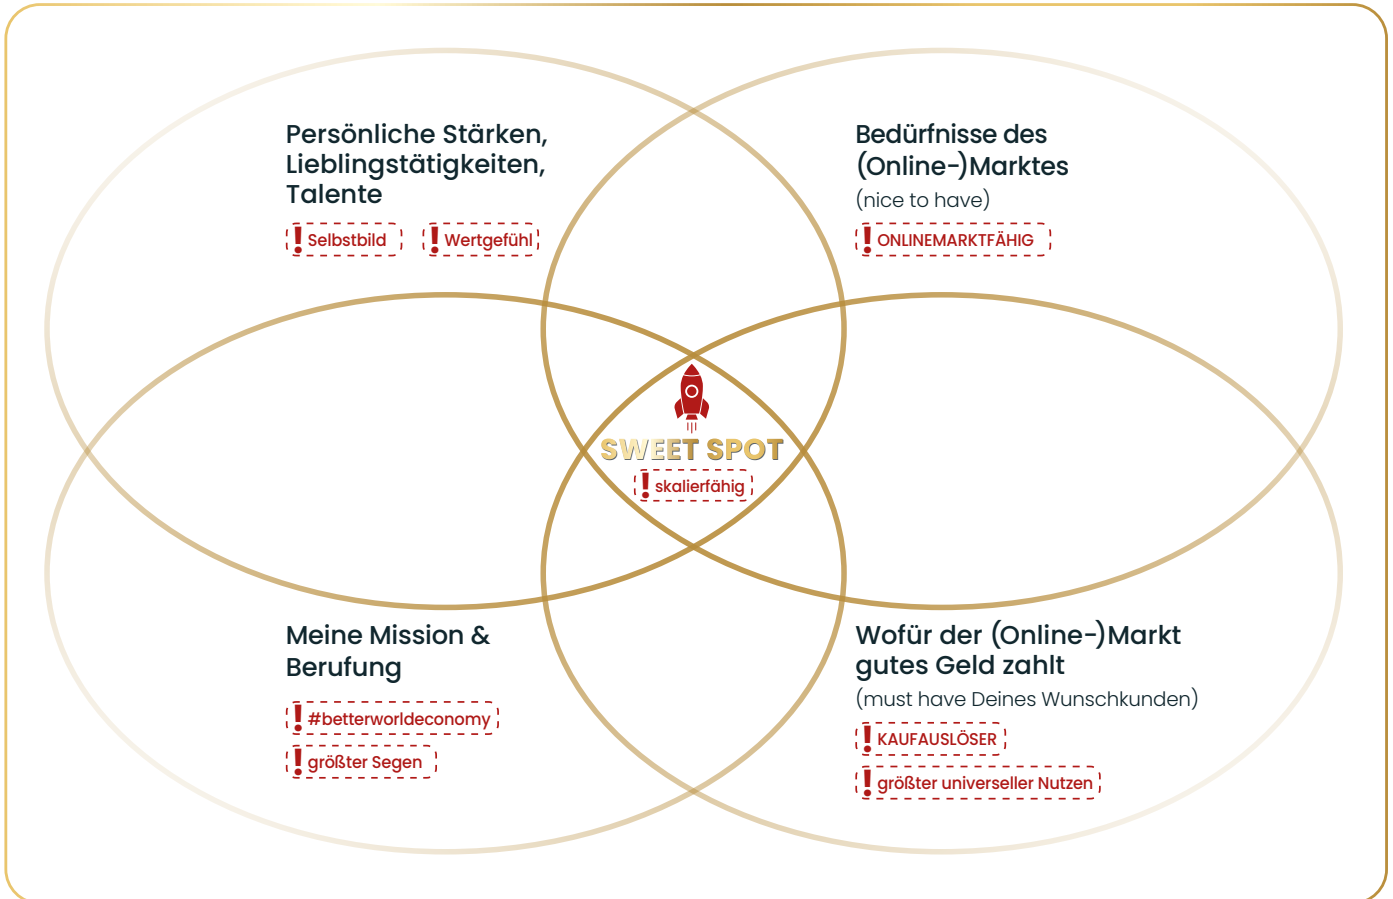 Persönliche Stärken,
Lieblingstätigkeiten,
Talente
! Selbstbild
! Wertgefühl
Bedürfnisse des
(Online-)Marktes
(nice to have)
! ONLINEMARKTFÄHIG
SWEET SPOT
! skalierfähig
Meine Mission &
Berufung
! #betterworldeconomy
! größter Segen
Wofür der (Online-)Markt
gutes Geld zahlt
(must have Deines Wunschkunden)
! KAUFAUSLÖSER
! größter universeller Nutzen